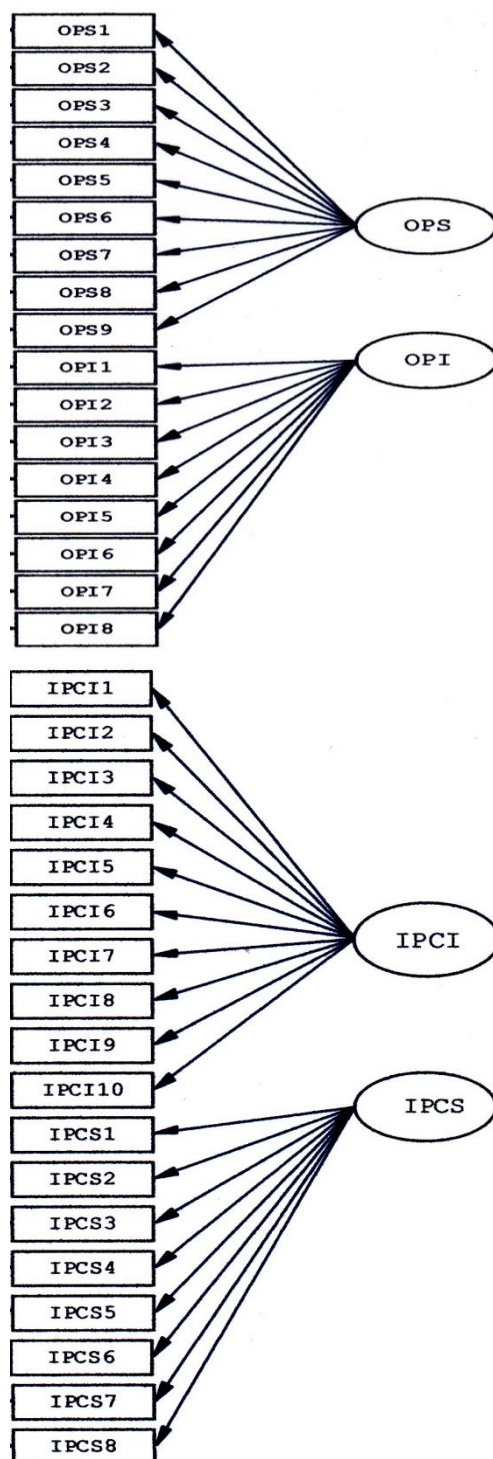 OPS1
OPS2
OPS3
OPS4
OPS5
OPS6
OPS7
OPS8
OPS9
OPI1
OPI2
OPI3
OPI4
OPI5
OPI6
OPI7
OPI8
OPS
OPI
IPCI1
IPCI2
IPCI3
IPCI4
IPCI5
IPCI6
IPCI7
IPCI8
IPCI9
IPCI10
IPCS1
IPCS2
IPCS3
IPCS4
IPCS5
IPCS6
IPCS7
IPCS8
IPCI
IPCS